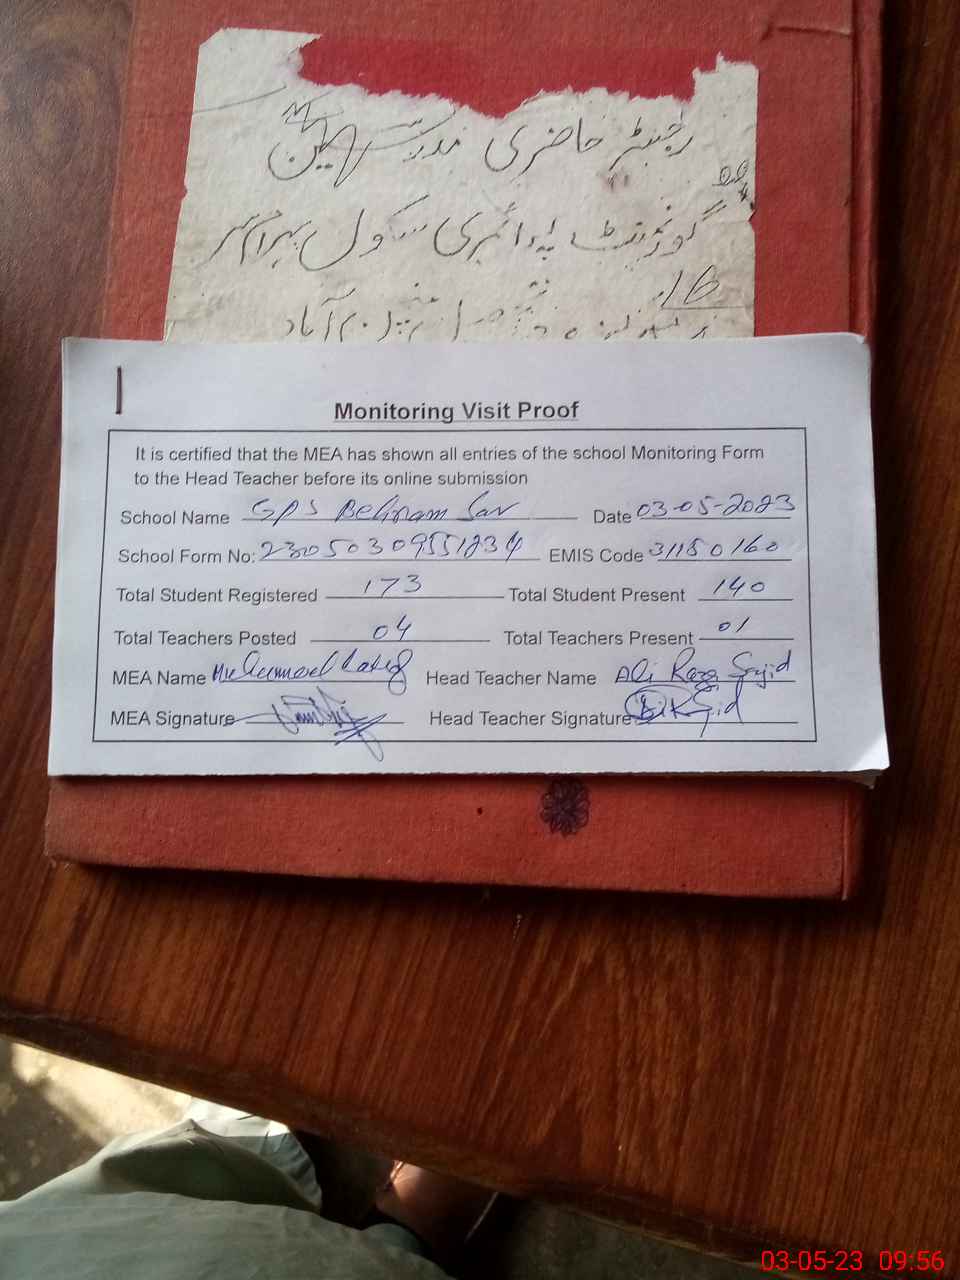 رجسٹر حاضری مدرسین
گورنمنٹ پرائمری سکول بہرام سر
Monitoring Visit Proof
It is certified that the MEA has shown all entries of the school Monitoring Form
to the Head Teacher before its online submission
School Name GPS Behram Sar Date 03-05-2023
School Form No: 23050309551234 EMIS Code 31150160
Total Student Registered 173 Total Student Present 140
Total Teachers Posted 04 Total Teachers Present 01
MEA Name Muhammad Head Teacher Name Ali Raza Sajid
MEA Signature Head Teacher Signature
03-05-23 09:56